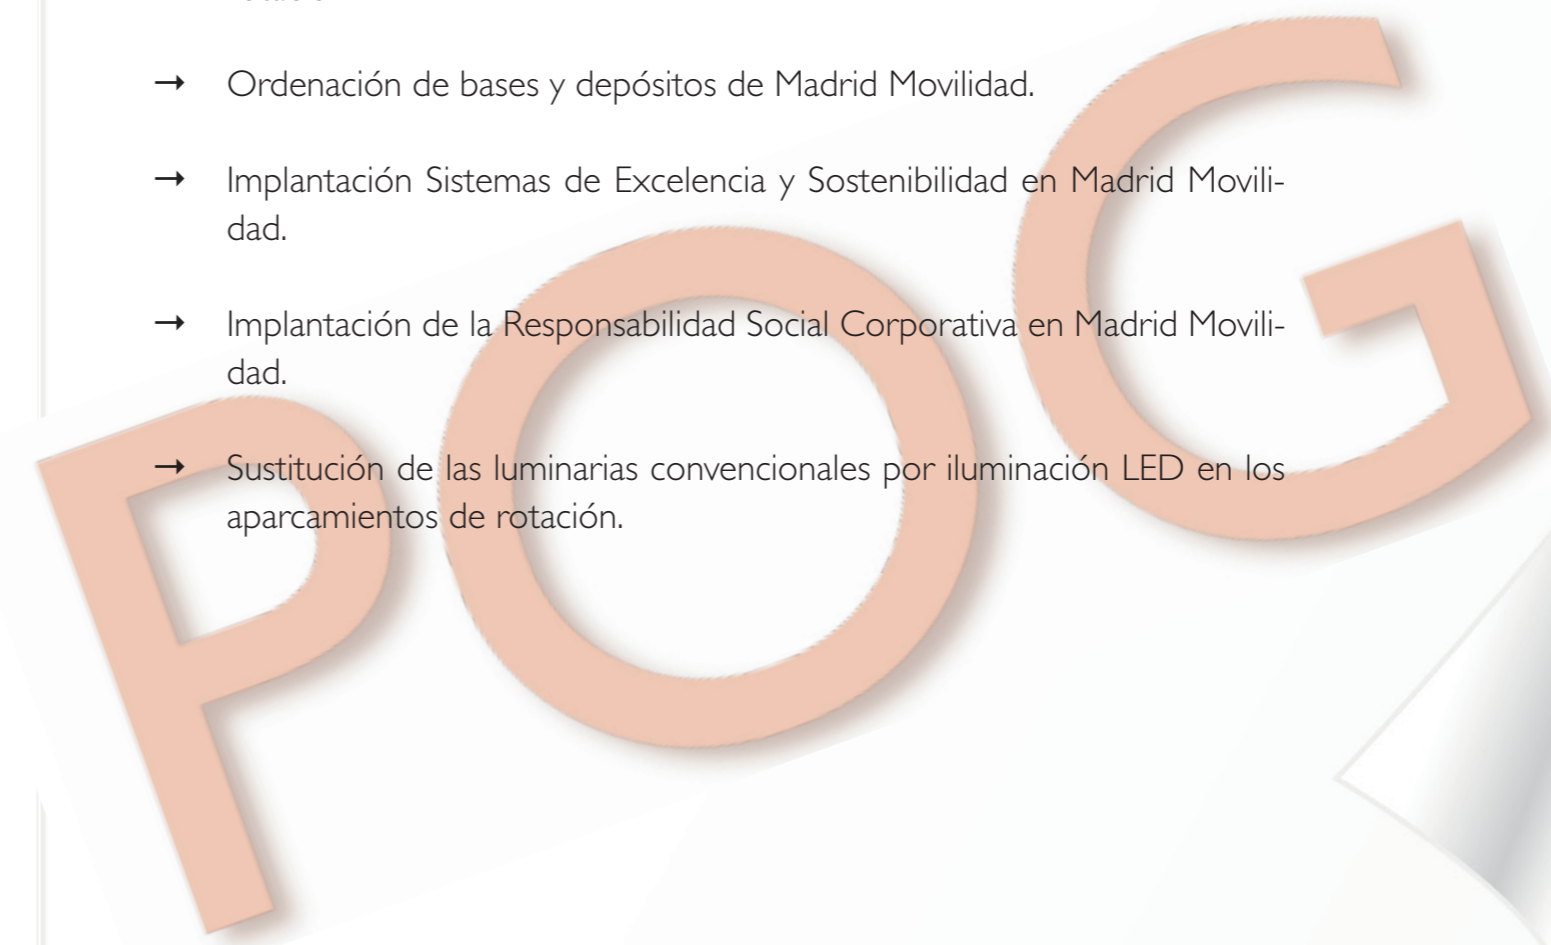 → Ordenación de bases y depósitos de Madrid Movilidad.
→ Implantación Sistemas de Excelencia y Sostenibilidad en Madrid Movili-
dad.
→ Implantación de la Responsabilidad Social Corporativa en Madrid Movili-
dad.
→ Sustitución de las luminarias convencionales por iluminación LED en los
aparcamientos de rotación.
POG